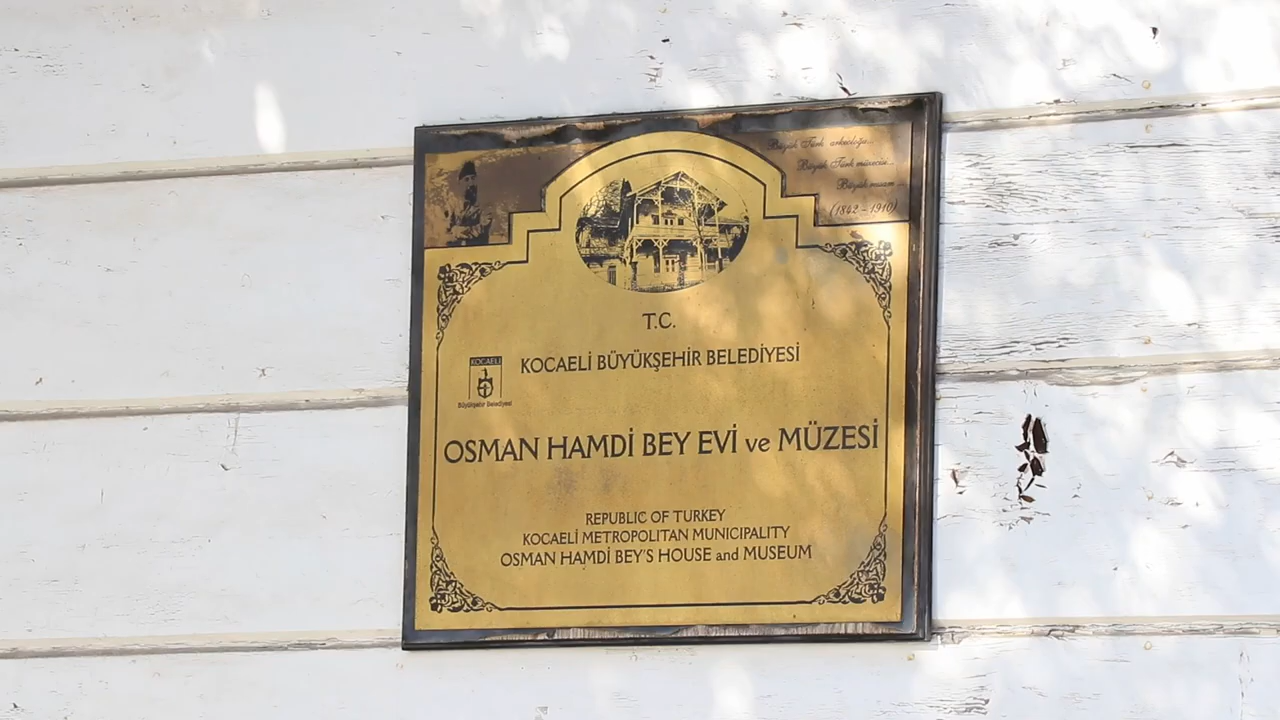 Büyük Türk arkeoloğu...
Büyük Türk müzecisi...
Büyük ressam...
(1842 - 1910)
T.C.
KOCAELİ
Büyükşehir Belediyesi
KOCAELİ BÜYÜKŞEHİR BELEDİYESİ
OSMAN HAMDİ BEY EVİ ve MÜZESİ
REPUBLIC OF TURKEY
KOCAELİ METROPOLITAN MUNICIPALITY
OSMAN HAMDİ BEY'S HOUSE and MUSEUM